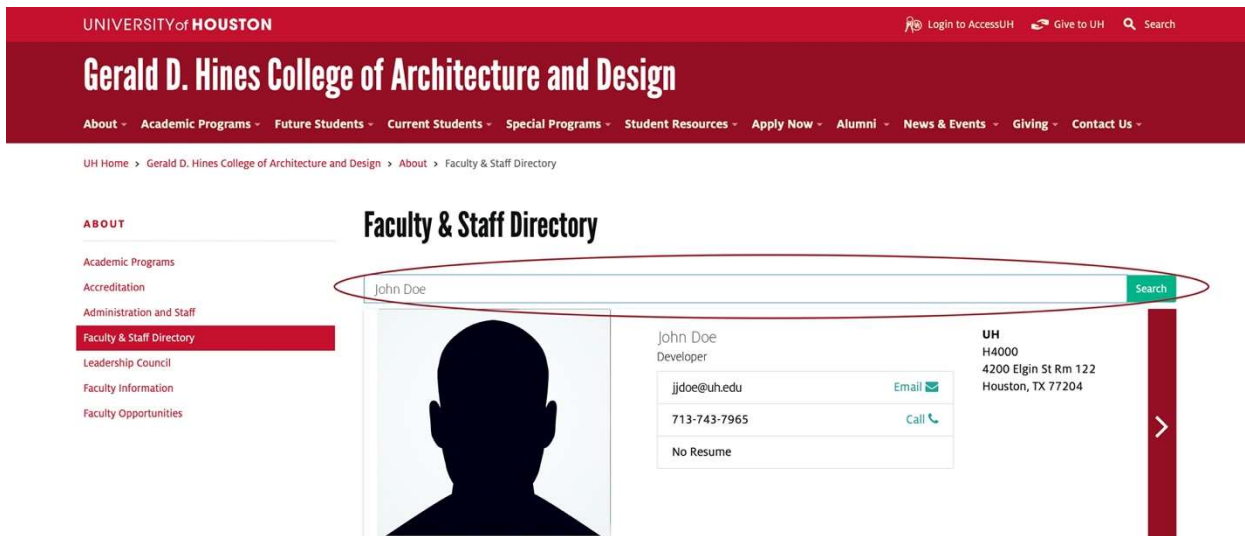 UNIVERSITY of HOUSTON
Login to AccessUH Give to UH Search
Gerald D. Hines College of Architecture and Design
About Academic Programs Future Students Current Students Special Programs Student Resources Apply Now Alumni News & Events Giving Contact Us
UH Home > Gerald D. Hines College of Architecture and Design > About > Faculty & Staff Directory
ABOUT
Academic Programs
Accreditation
Administration and Staff
Faculty & Staff Directory
Leadership Council
Faculty Information
Faculty Opportunities
Faculty & Staff Directory
John Doe Search
John Doe
Developer
jjdoe@uh.edu Email
713-743-7965 Call
No Resume
UH
H4000
4200 Elgin St Rm 122
Houston, TX 77204